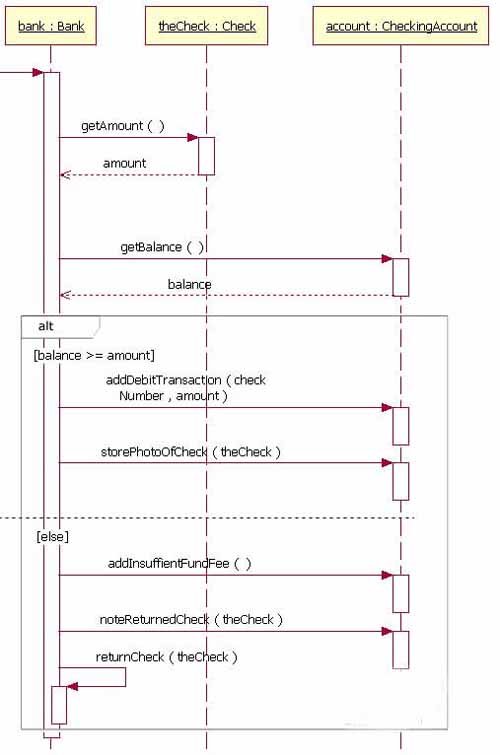 bank : Bank
theCheck : Check
account : CheckingAccount
getAmount ( )
amount
getBalance ( )
balance
alt
[balance >= amount]
addDebitTransaction ( check
Number , amount )
storePhotoOfCheck ( theCheck )
[else]
addInsuffientFundFee ( )
noteReturnedCheck ( theCheck )
returnCheck ( theCheck )